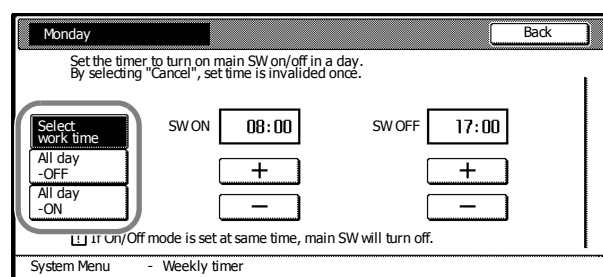 Monday
Back
Set the timer to turn on main SW on/off in a day.
By selecting "Cancel", set time is invalided once.
Select
work time
SW ON 08:00 SW OFF 17:00
All day
-OFF
+ +
All day
-ON
− −
! If On/Off mode is set at same time, main SW will turn off.
System Menu - Weekly timer